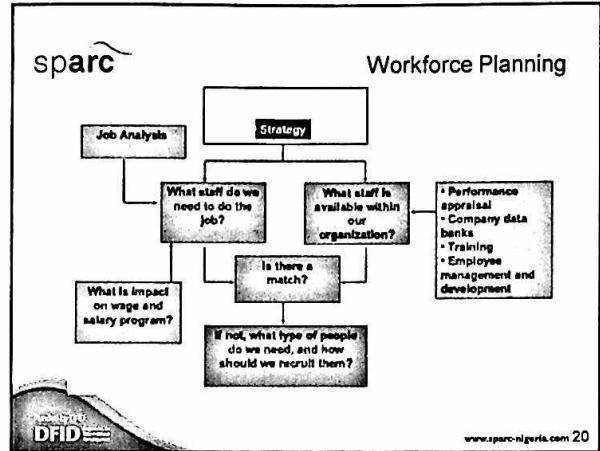 sparc
Workforce Planning
Strategy
Job Analysis
What staff do we
need to do the
job?
What staff is
available within
our
organization?
• Performance
appraisal
• Company data
banks
• Training
• Employee
management and
development
Is there a
match?
What is impact
on wage and
salary program?
If not, what type of people
do we need, and how
should we recruit them?
DFID
www.sparc-nigeria.com 20